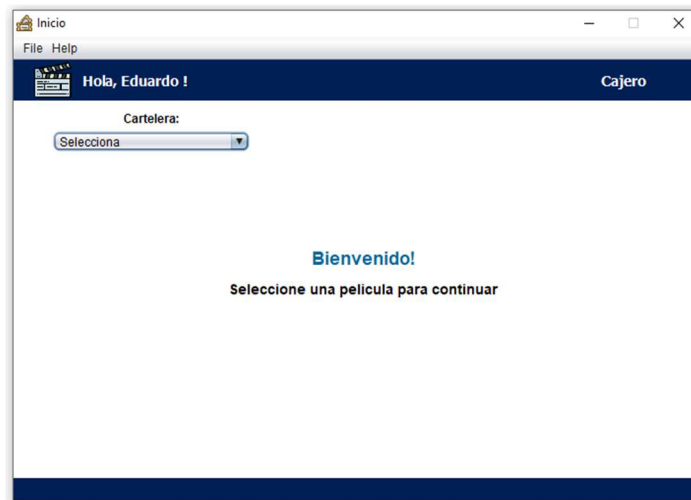 Inicio
File Help
Hola, Eduardo !
Cajero
Cartelera:
Selecciona
Bienvenido!
Seleccione una pelicula para continuar